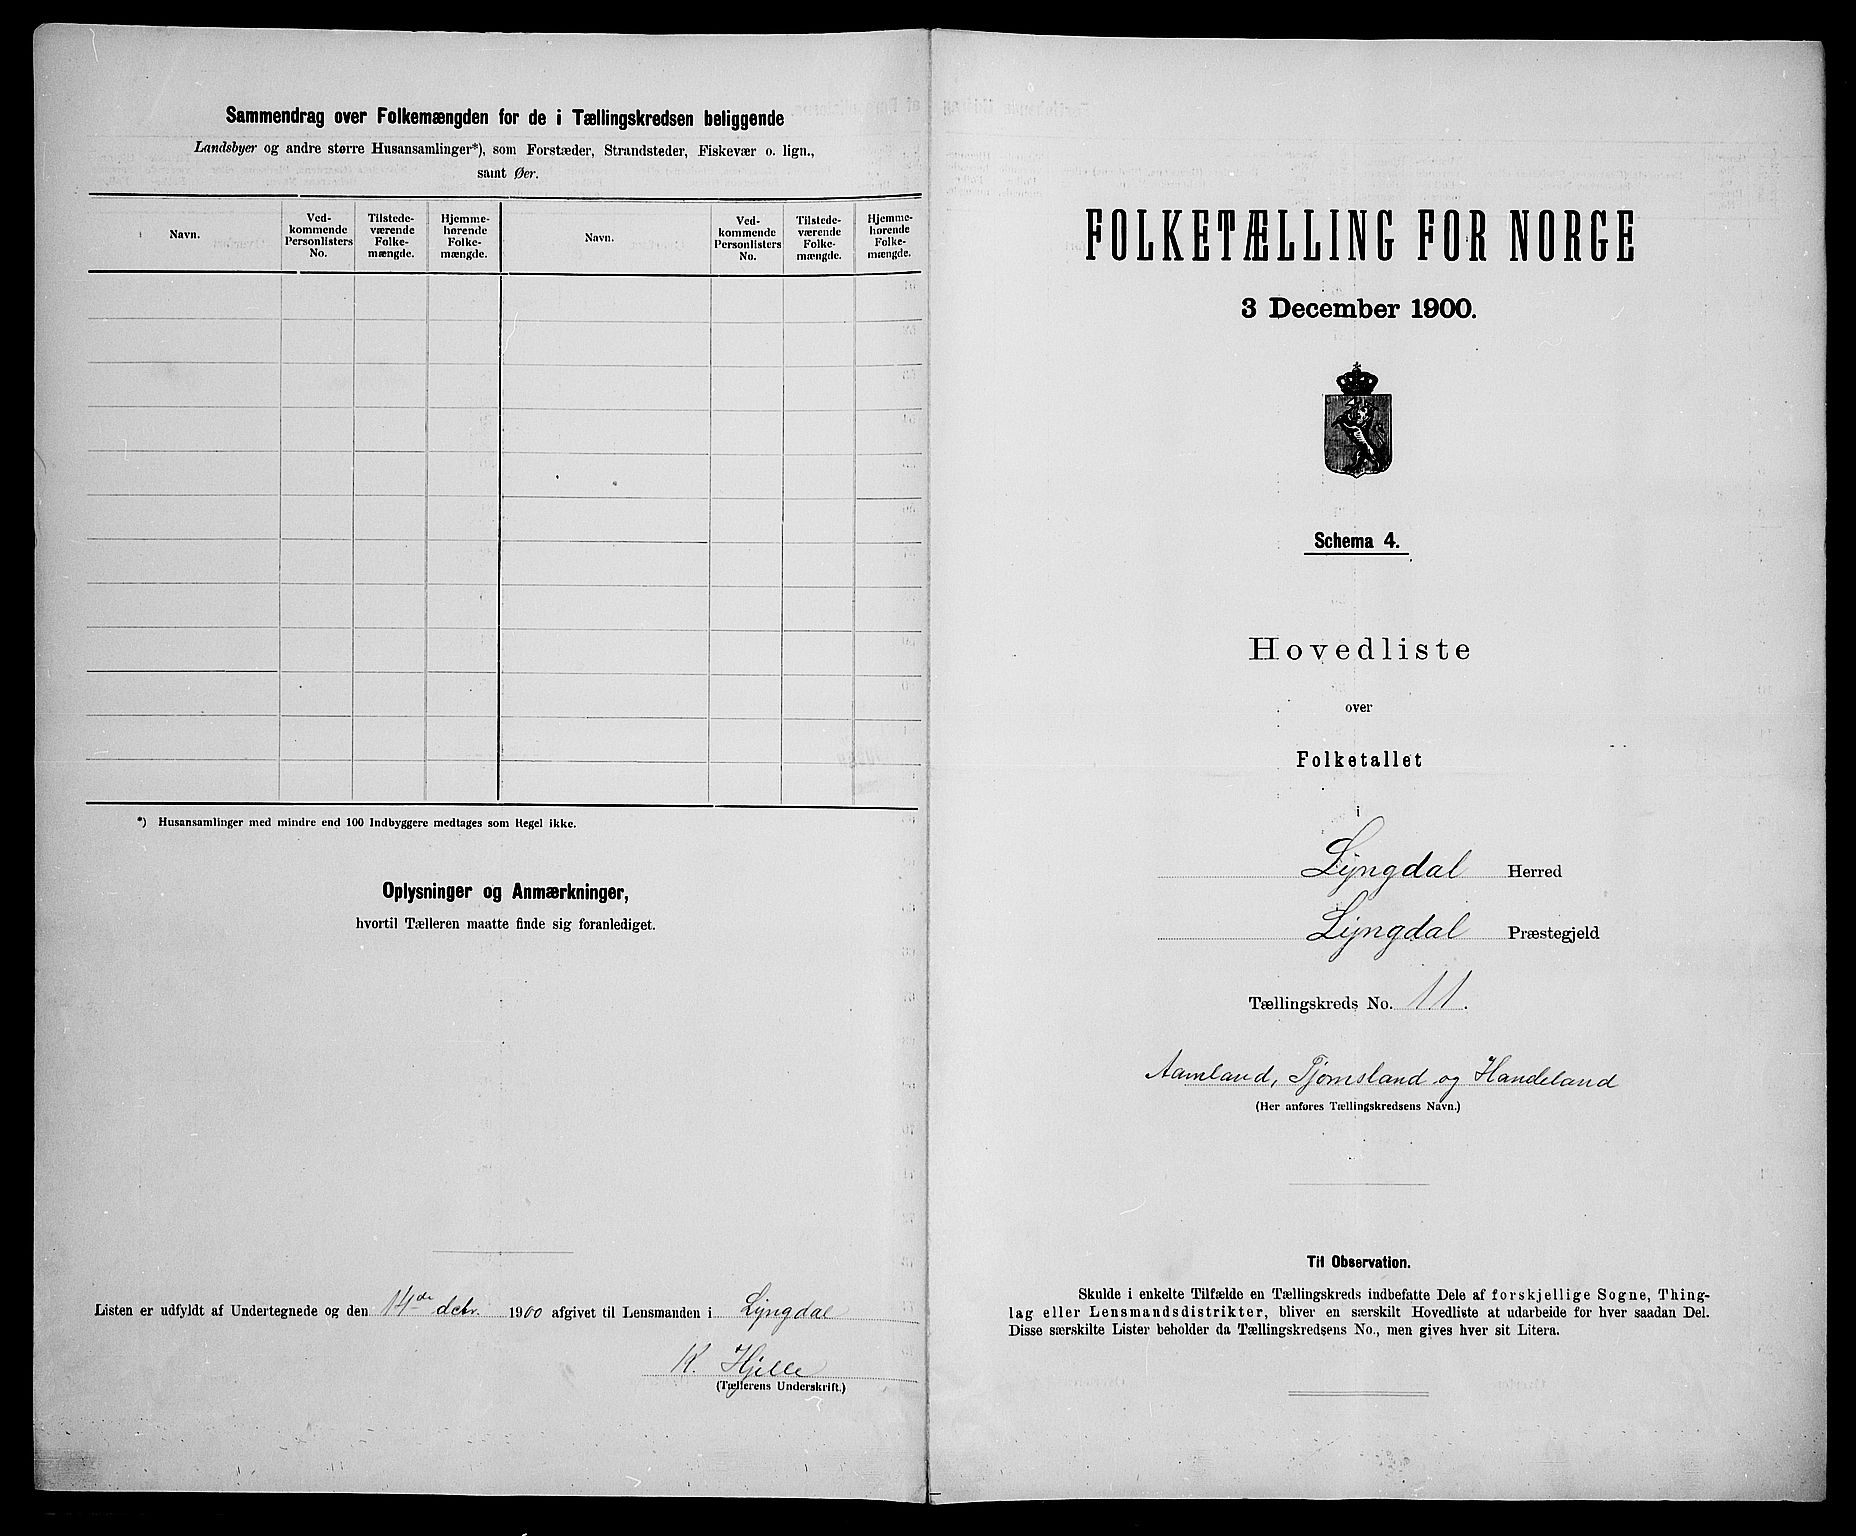 Sammendrag over Folkemængden for de i Tællingskredsen beliggende
Landsbyer og andre større Husansamlinger*), som Forstæder, Strandsteder, Fiskevær o. lign.,
samt Øer.
Navn.
Ved-
kommende
Personlisters
No.
Tilstede-
værende
Folke-
mængde.
Hjemme-
hørende
Folke-
mængde.
Navn.
Ved-
kommende
Personlisters
No.
Tilstede-
værende
Folke-
mængde.
Hjemme-
hørende
Folke-
mængde.
*) Husansamlinger med mindre end 100 Indbyggere medtages som Regel ikke.
Oplysninger og Anmærkninger,
hvortil Tælleren maatte finde sig foranlediget.
Listen er udfyldt af Undertegnede og den 14de dcbr. 1900 afgivet til Lensmanden i Lyngdal
K. Hjelle
(Tællerens Underskrift.)
FOLKETÆLLING FOR NORGE
3 December 1900.
Schema 4.
Hovedliste
over
Folketallet
i
Lyngdal Herred
Lyngdal Præstegjeld
Tællingskreds No. 11.
Aamland, Tjomsland og Handeland
(Her anføres Tællingskredsens Navn.)
Til Observation.
Skulde i enkelte Tilfælde en Tællingskreds indbefatte Dele af forskjellige Sogne, Thing-
lag eller Lensmandsdistrikter, bliver en særskilt Hovedliste at udarbeide for hver saadan Del.
Disse særskilte Lister beholder da Tællingskredsens No., men gives hver sit Litera.